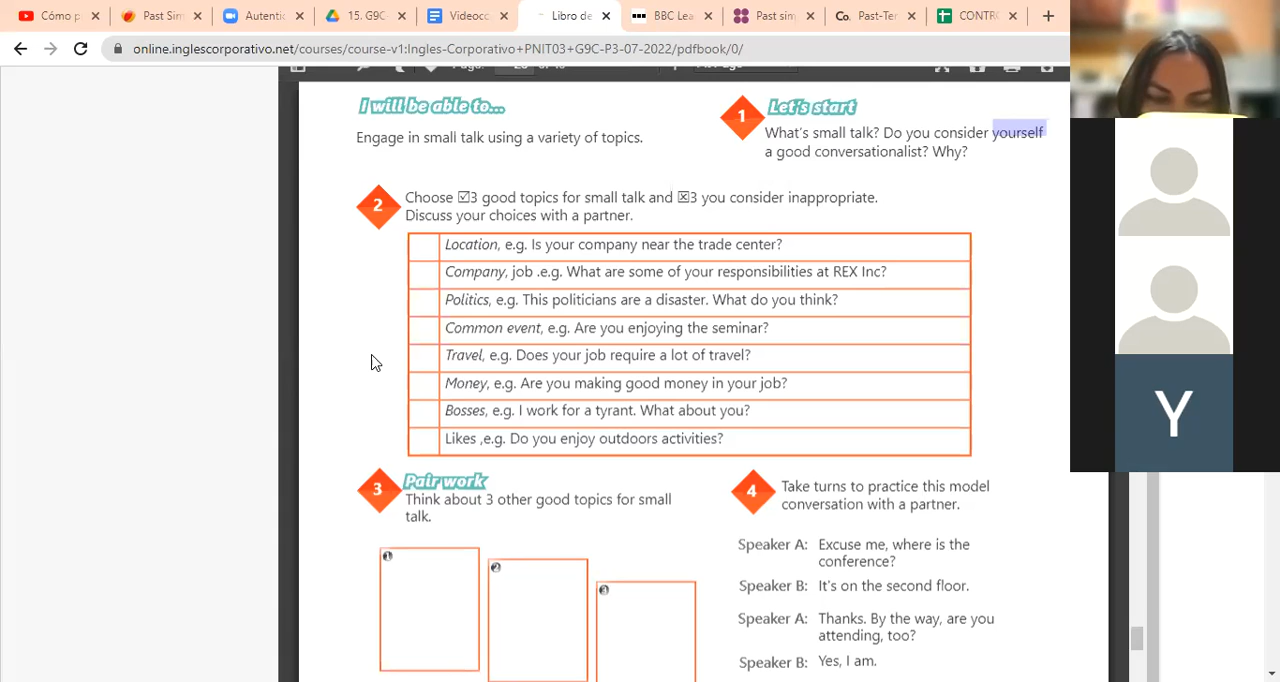 Cómo p
Past Sim
Autentic
15. G9C-
Videocc
Libro de
BBC Lea
Past sim
Co. Past-Ter
CONTR
online.inglescorporativo.net/courses/course-v1:Ingles-Corporativo+PNIT03+G9C-P3-07-2022/pdfbook/0/
I will be able to...
Engage in small talk using a variety of topics.
1 Let's start
What's small talk? Do you consider yourself
a good conversationalist? Why?
2 Choose ☑3 good topics for small talk and ☒3 you consider inappropriate.
Discuss your choices with a partner.
Location, e.g. Is your company near the trade center?
Company, job .e.g. What are some of your responsibilities at REX Inc?
Politics, e.g. This politicians are a disaster. What do you think?
Common event, e.g. Are you enjoying the seminar?
Travel, e.g. Does your job require a lot of travel?
Money, e.g. Are you making good money in your job?
Bosses, e.g. I work for a tyrant. What about you?
Likes ,e.g. Do you enjoy outdoors activities?
3 Pair work
Think about 3 other good topics for small
talk.
1
2
3
4 Take turns to practice this model
conversation with a partner.
Speaker A: Excuse me, where is the
conference?
Speaker B: It's on the second floor.
Speaker A: Thanks. By the way, are you
attending, too?
Speaker B: Yes, I am.
Y